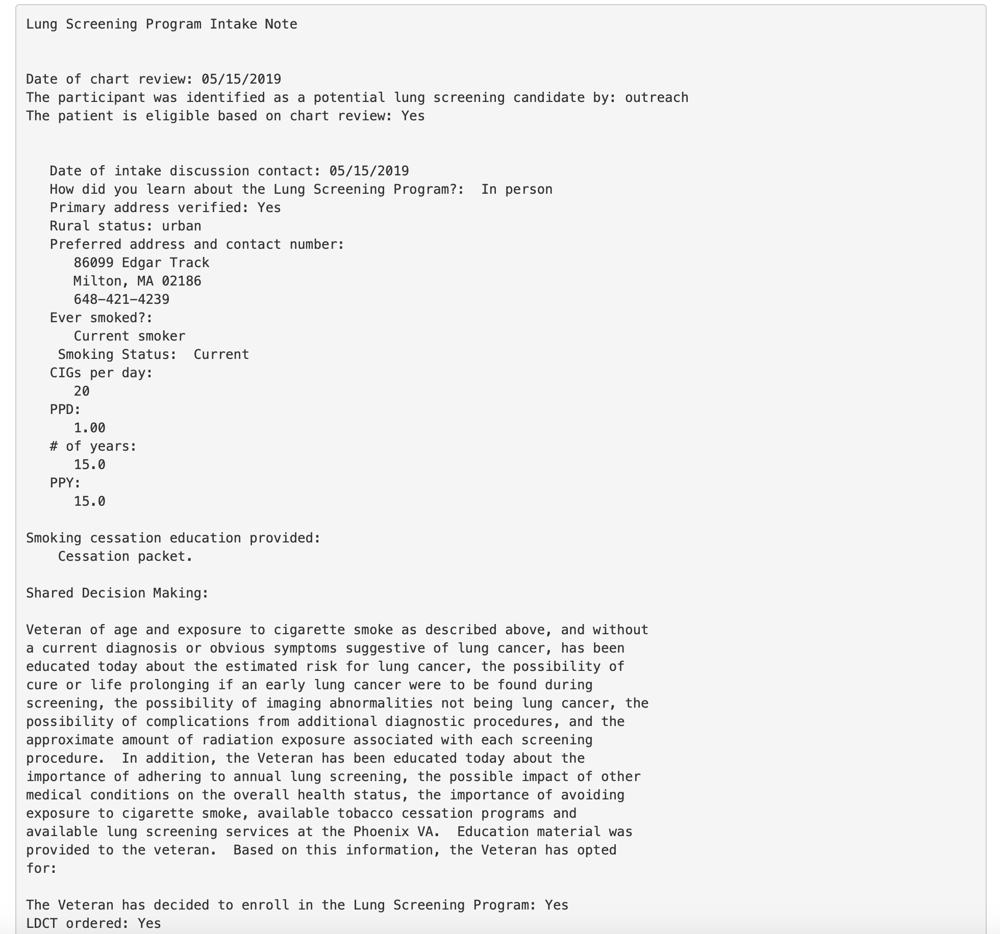 Lung Screening Program Intake Note
Date of chart review: 05/15/2019
The participant was identified as a potential lung screening candidate by: outreach
The patient is eligible based on chart review: Yes
Date of intake discussion contact: 05/15/2019
How did you learn about the Lung Screening Program?:  In person
Primary address verified: Yes
Rural status: urban
Preferred address and contact number:
86099 Edgar Track
Milton, MA 02186
648-421-4239
Ever smoked?:
Current smoker
Smoking Status:  Current
CIGs per day:
20
PPD:
1.00
# of years:
15.0
PPY:
15.0
Smoking cessation education provided:
Cessation packet.
Shared Decision Making:
Veteran of age and exposure to cigarette smoke as described above, and without
a current diagnosis or obvious symptoms suggestive of lung cancer, has been
educated today about the estimated risk for lung cancer, the possibility of
cure or life prolonging if an early lung cancer were to be found during
screening, the possibility of imaging abnormalities not being lung cancer, the
possibility of complications from additional diagnostic procedures, and the
approximate amount of radiation exposure associated with each screening
procedure.  In addition, the Veteran has been educated today about the
importance of adhering to annual lung screening, the possible impact of other
medical conditions on the overall health status, the importance of avoiding
exposure to cigarette smoke, available tobacco cessation programs and
available lung screening services at the Phoenix VA.  Education material was
provided to the veteran.  Based on this information, the Veteran has opted
for:
The Veteran has decided to enroll in the Lung Screening Program: Yes
LDCT ordered: Yes